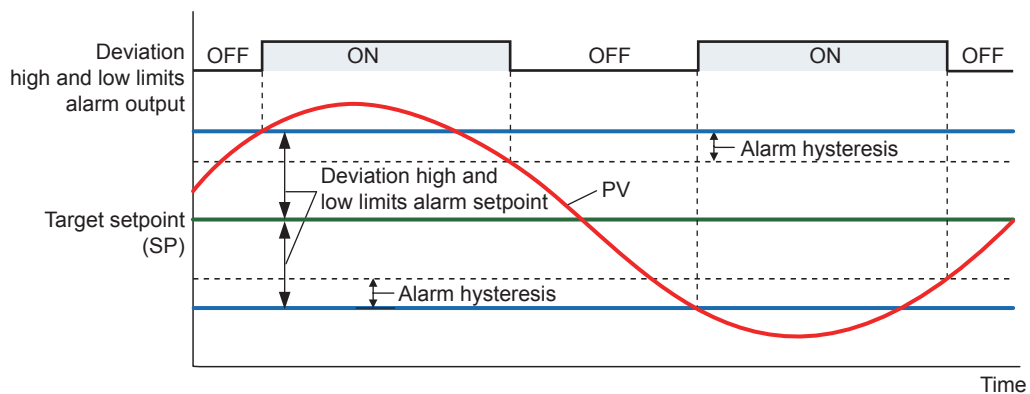 Deviation
high and low limits
alarm output
OFF
ON
OFF
ON
OFF
Alarm hysteresis
Deviation high and
low limits alarm setpoint
PV
Target setpoint
(SP)
Alarm hysteresis
Time